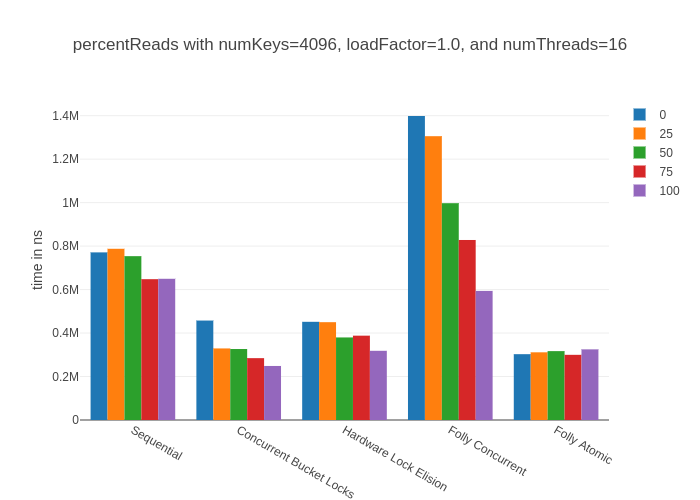 percentReads with numKeys=4096, loadFactor=1.0, and numThreads=16
0
25
50
75
100
time in ns
1.4M
1.2M
1M
0.8M
0.6M
0.4M
0.2M
0
Sequential
Concurrent Bucket Locks
Hardware Lock Elision
Folly Concurrent
Folly Atomic